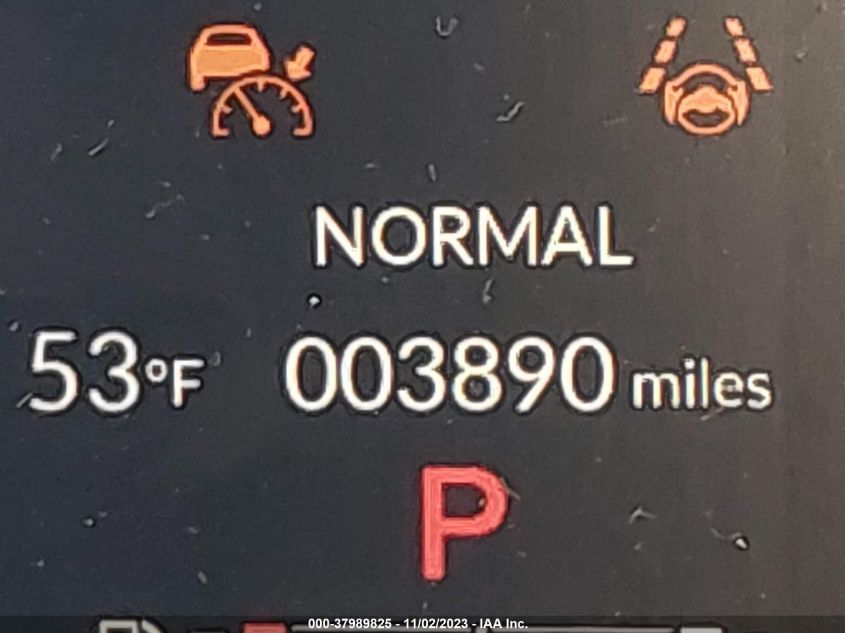 NORMAL
53°F 003890 miles
P
000-37989825 - 11/02/2023 - IAA Inc.